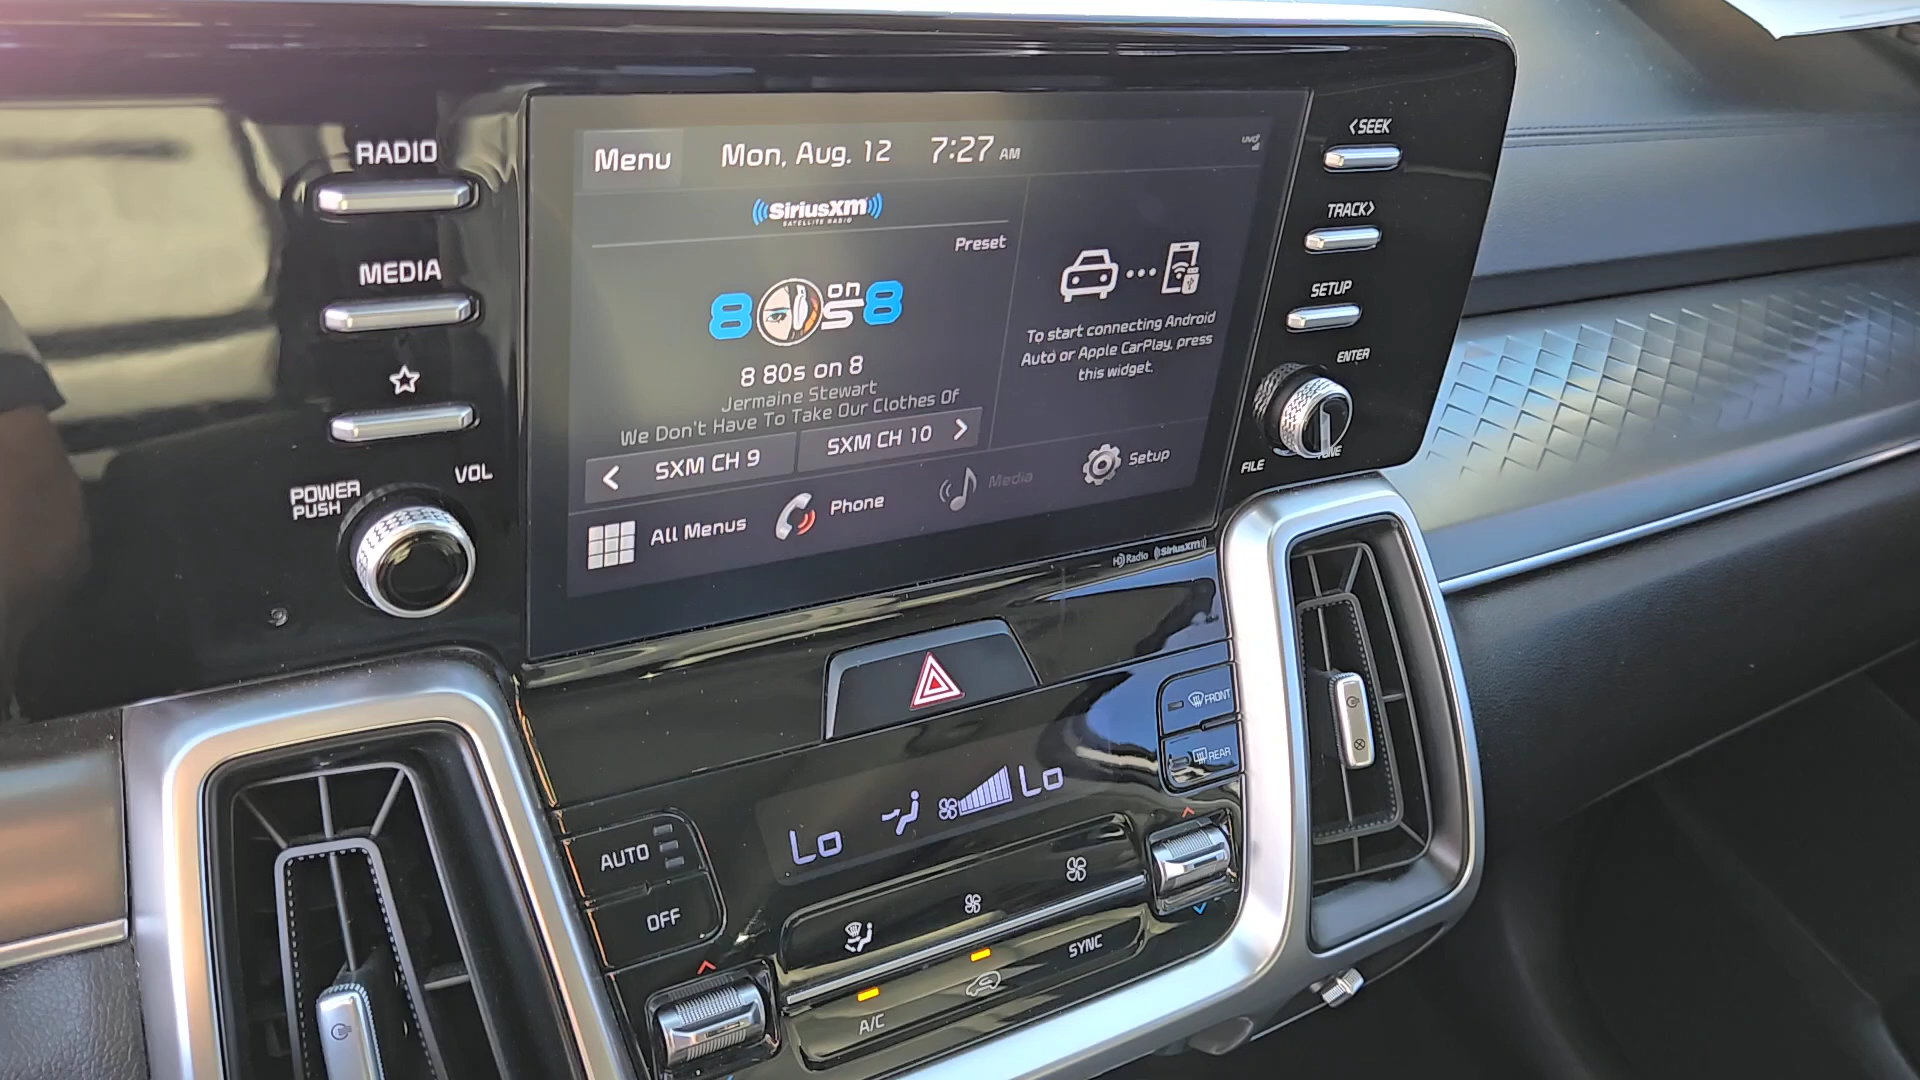 RADIO
MEDIA
POWER
PUSH
VOL
Menu
Mon, Aug. 12
7:27 AM
SiriusXM
SATELLITE RADIO
Preset
8 80s on 8
8 80s on 8
Jermaine Stewart
We Don't Have To Take Our Clothes Of
< SXM CH 9
SXM CH 10 >
To start connecting Android
Auto or Apple CarPlay, press
this widget.
All Menus
Phone
Media
Setup
HD Radio
SiriusXM
<SEEK
TRACK>
SETUP
ENTER
FILE
TUNE
FRONT
REAR
Lo
Lo
AUTO
OFF
A/C
SYNC